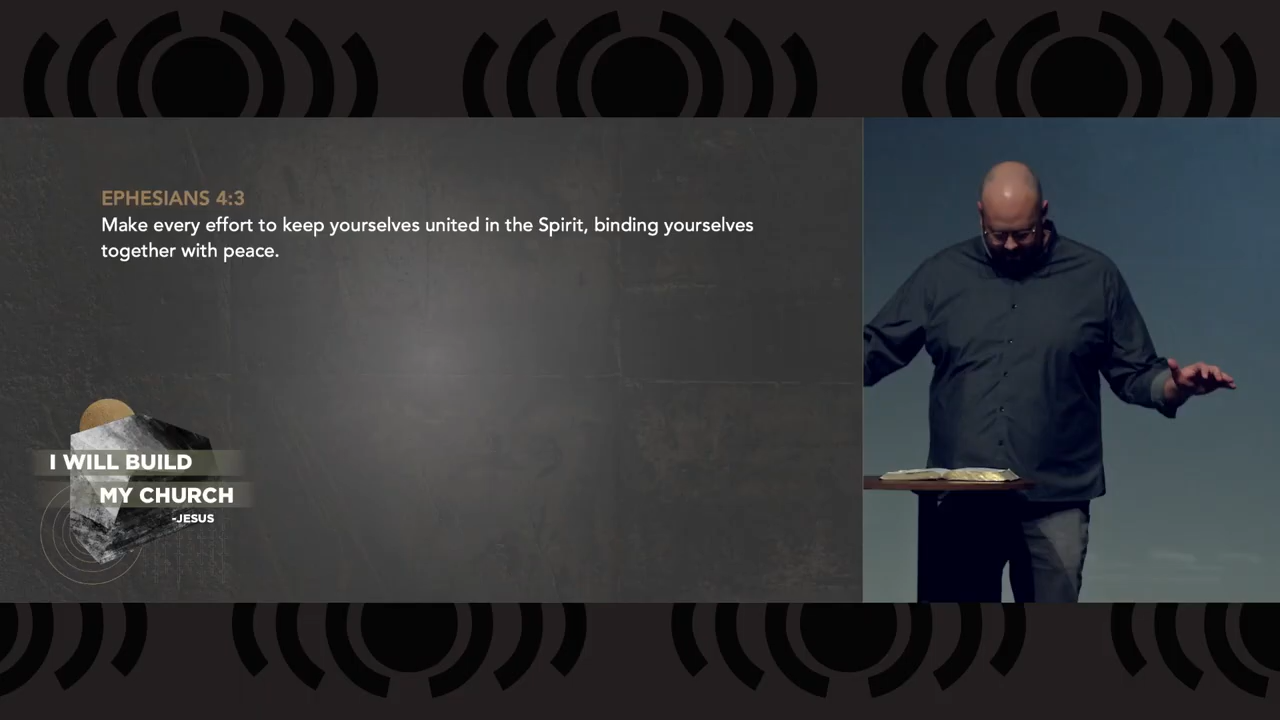 EPHESIANS 4:3
Make every effort to keep yourselves united in the Spirit, binding yourselves
together with peace.
I WILL BUILD
MY CHURCH
-JESUS